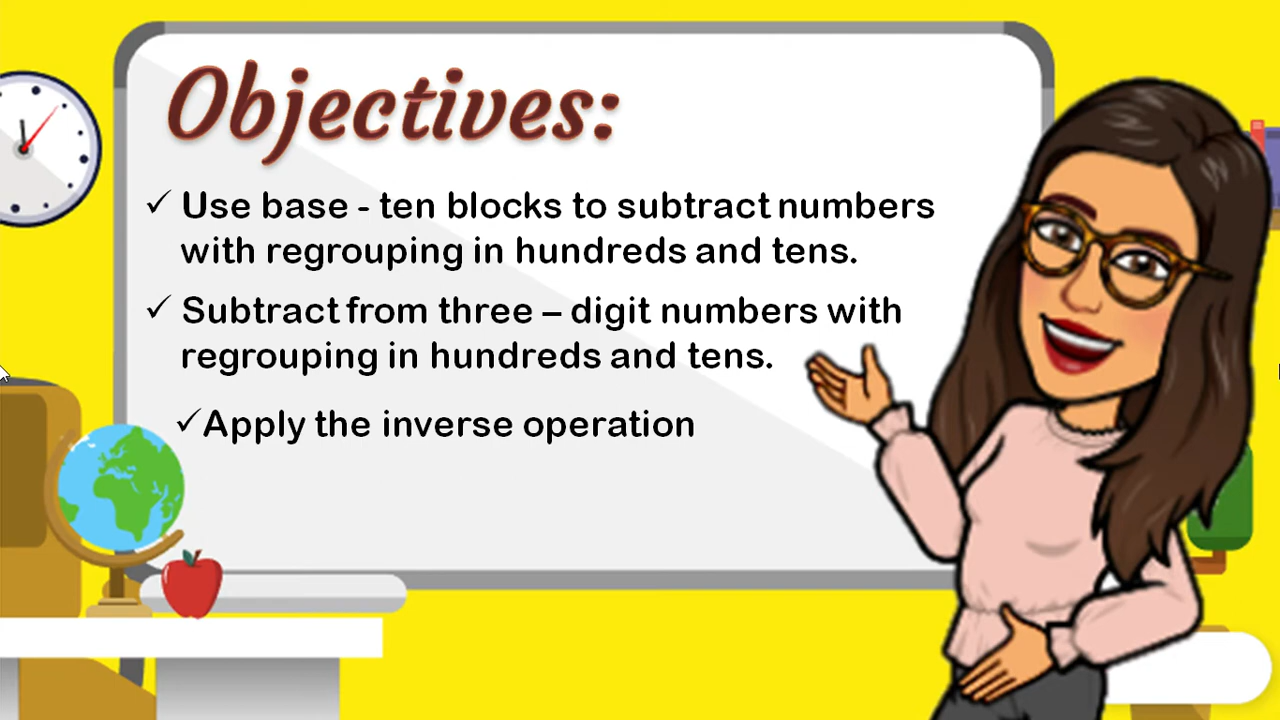 Objectives:
✓ Use base - ten blocks to subtract numbers
with regrouping in hundreds and tens.
✓ Subtract from three – digit numbers with
regrouping in hundreds and tens.
✓Apply the inverse operation